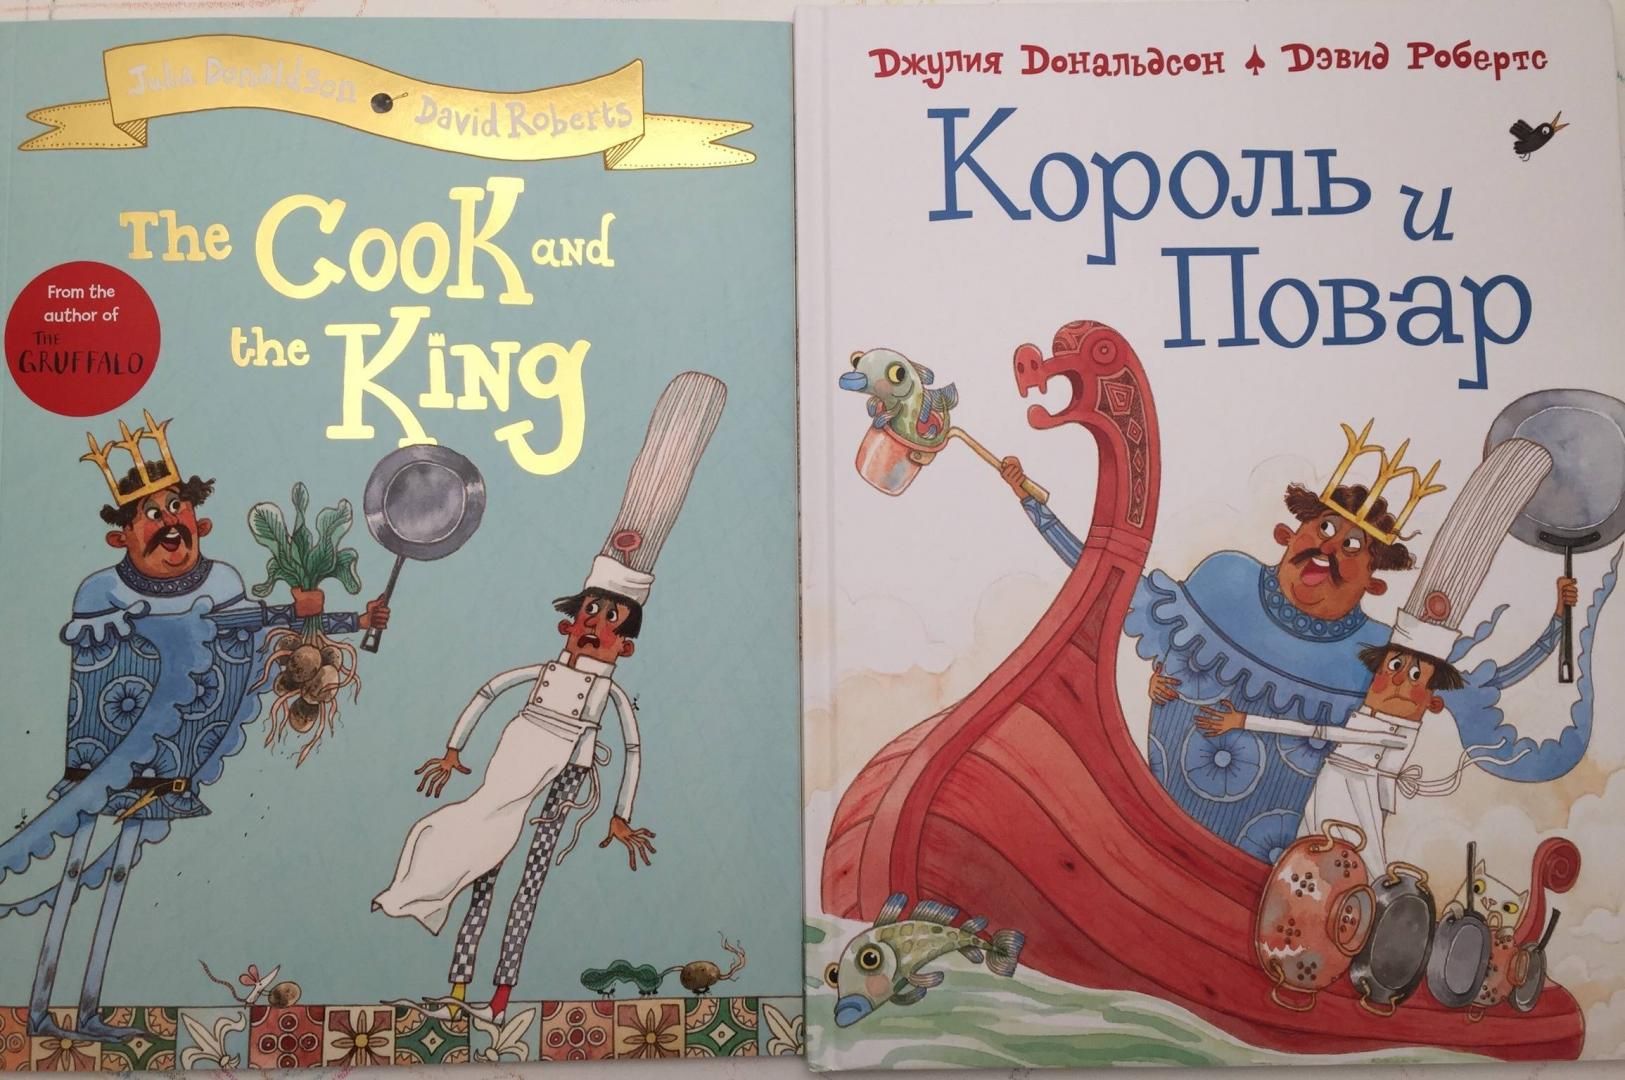 Julia Donaldson David Roberts
The Cook and
the King
From the
author of
THE
GRUFFALO
Джулия Дональдсон Дэвид Робертс
Король и
Повар